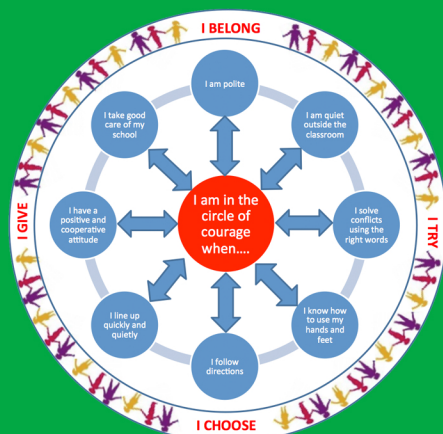 I BELONG
I am polite
I take good
care of my
school
I am quiet
outside the
classroom
I am in the
circle of
courage
when....
I GIVE
I have a
positive and
cooperative
attitude
I solve
conflicts
using the
right words
I TRY
I line up
quickly and
quietly
I know how
to use my
hands and
feet
I follow
directions
I CHOOSE